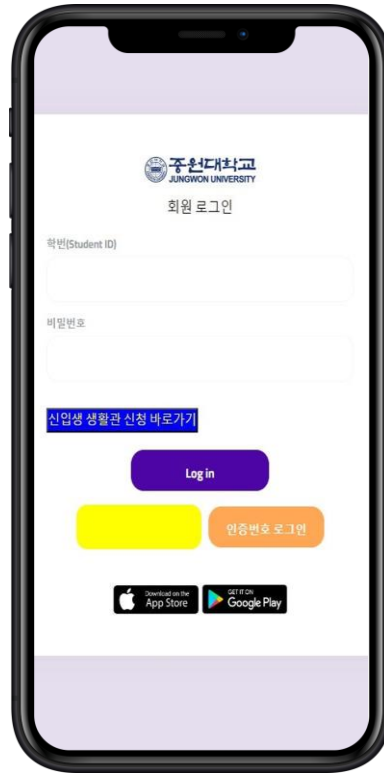 중원대학교
JUNGWON UNIVERSITY
회원 로그인
학번(Student ID)
비밀번호
신입생 생활관 신청 바로가기
Log in
인증번호 로그인
Download on the
App Store
GET IT ON
Google Play